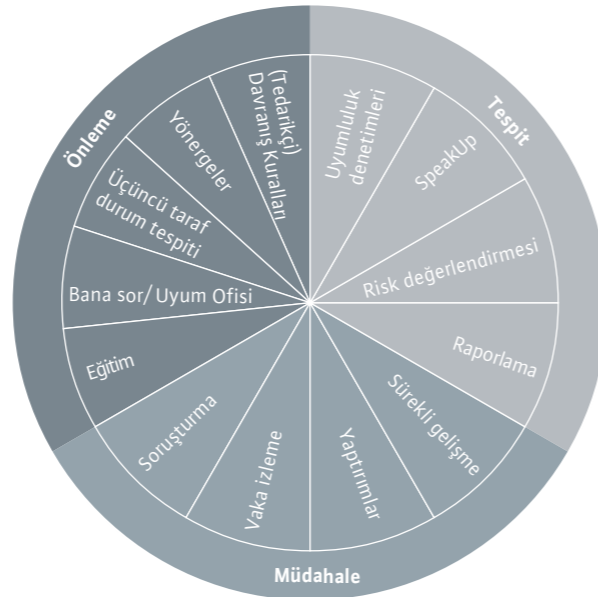 Önleme
(Tedarikçi)
Davranış Kuralları
Yönergeler
Üçüncü taraf
durum tespiti
Bana sor/ Uyum Ofisi
Eğitim
Tespit
Uyumluluk
denetimleri
SpeakUp
Risk değerlendirmesi
Raporlama
Müdahale
Sürekli gelişme
Yaptırımlar
Vaka izleme
Soruşturma